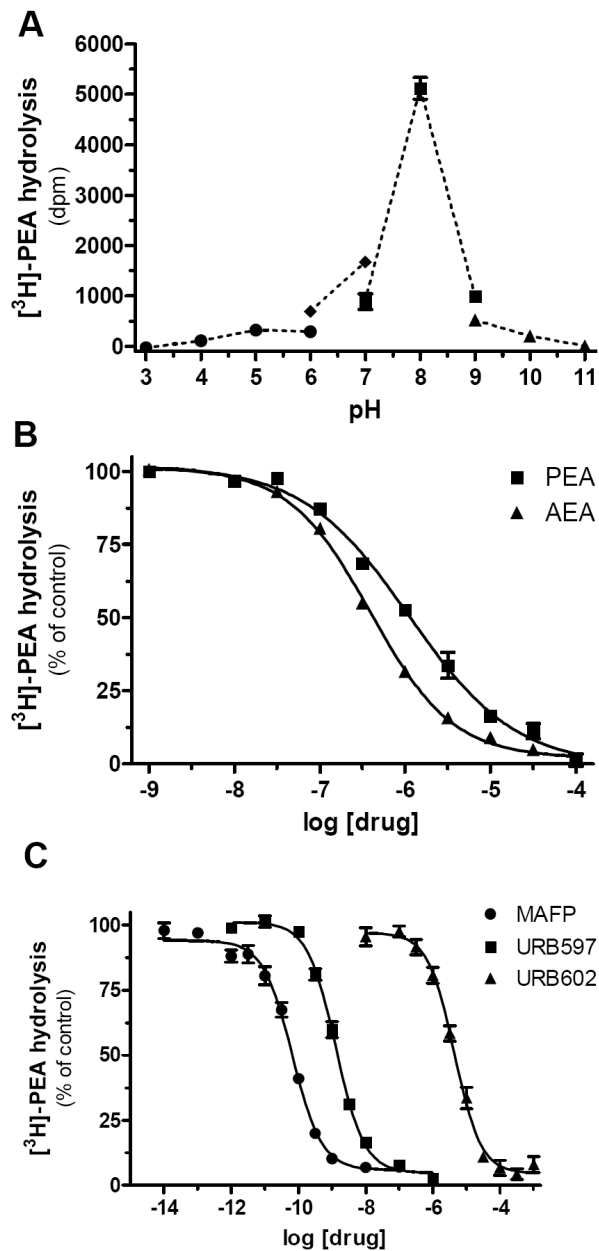 A
[³H]-PEA hydrolysis
(dpm)
6000
5000
4000
3000
2000
1000
0
3 4 5 6 7 8 9 10 11
pH
B
[³H]-PEA hydrolysis
(% of control)
100
75
50
25
0
PEA
AEA
-9 -8 -7 -6 -5 -4
log [drug]
C
[³H]-PEA hydrolysis
(% of control)
100
75
50
25
0
MAFP
URB597
URB602
-14 -12 -10 -8 -6 -4
log [drug]